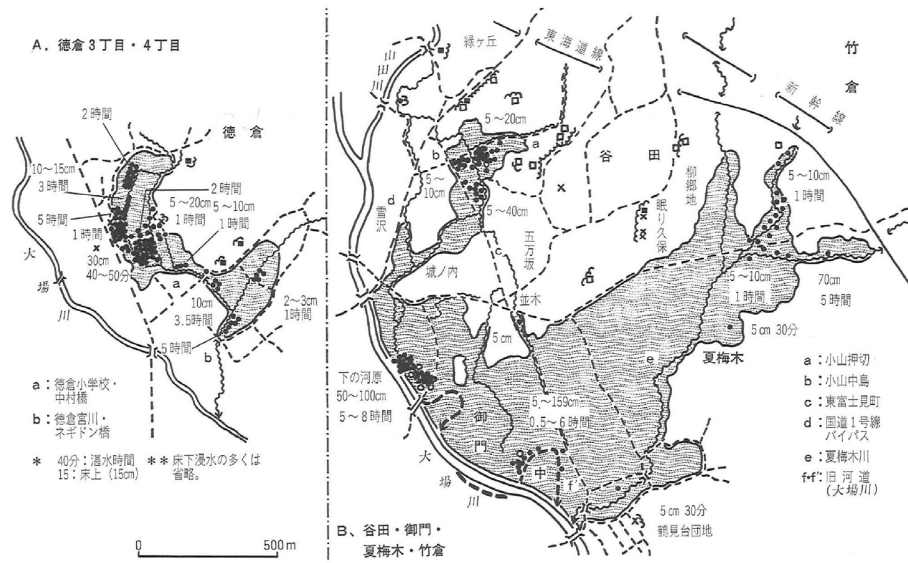 A．徳倉3丁目・4丁目
2時間
徳倉
10～15cm
3時間
2時間
5時間
5～20cm
5～10cm
1時間
1時間
1時間
×
30cm
40～50分
a
大場川
10cm
3.5時間
2～3cm
1時間
5時間
b
a：徳倉小学校・
中村橋
b：徳倉宮川・
ネギドン橋
＊ 40分：湛水時間
15：床上（15cm）
＊＊床下浸水の多くは
省略。
0 500m
山田川
緑ヶ丘
東海道線
竹倉
新幹線
5～20cm
b
a
谷田
5～
10cm
d
雪沢
5～40cm
柳郷地
眠り久保
5～10cm
1時間
五万坂
c
城ノ内
並木
5cm
5～10cm
1時間
70cm
5時間
5cm 30分
夏梅木
e
下の河原
50～100cm
5～8時間
5～159cm
0.5～6時間
御門
中
f'
大場川
5cm 30分
鶴見台団地
a：小山押切
b：小山中島
c：東富士見町
d：国道1号線
バイパス
e：夏梅木川
f・f'：旧河道
(大場川)
B、谷田・御門・
夏梅木・竹倉